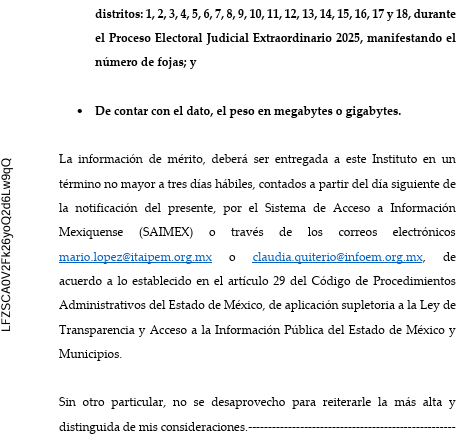 distritos: 1, 2, 3, 4, 5, 6, 7, 8, 9, 10, 11, 12, 13, 14, 15, 16, 17 y 18, durante
el Proceso Electoral Judicial Extraordinario 2025, manifestando el
número de fojas; y
• De contar con el dato, el peso en megabytes o gigabytes.
La información de mérito, deberá ser entregada a este Instituto en un
término no mayor a tres días hábiles, contados a partir del día siguiente de
la notificación del presente, por el Sistema de Acceso a Información
Mexiquense (SAIMEX) o través de los correos electrónicos
mario.lopez@itaipem.org.mx o claudia.quiterio@infoem.org.mx, de
acuerdo a lo establecido en el artículo 29 del Código de Procedimientos
Administrativos del Estado de México, de aplicación supletoria a la Ley de
Transparencia y Acceso a la Información Pública del Estado de México y
Municipios.
Sin otro particular, no se desaprovecho para reiterarle la más alta y
distinguida de mis consideraciones.----------------------------------------------------
LFZSCA0V2Fk26yoQ2d6Lw9qQ